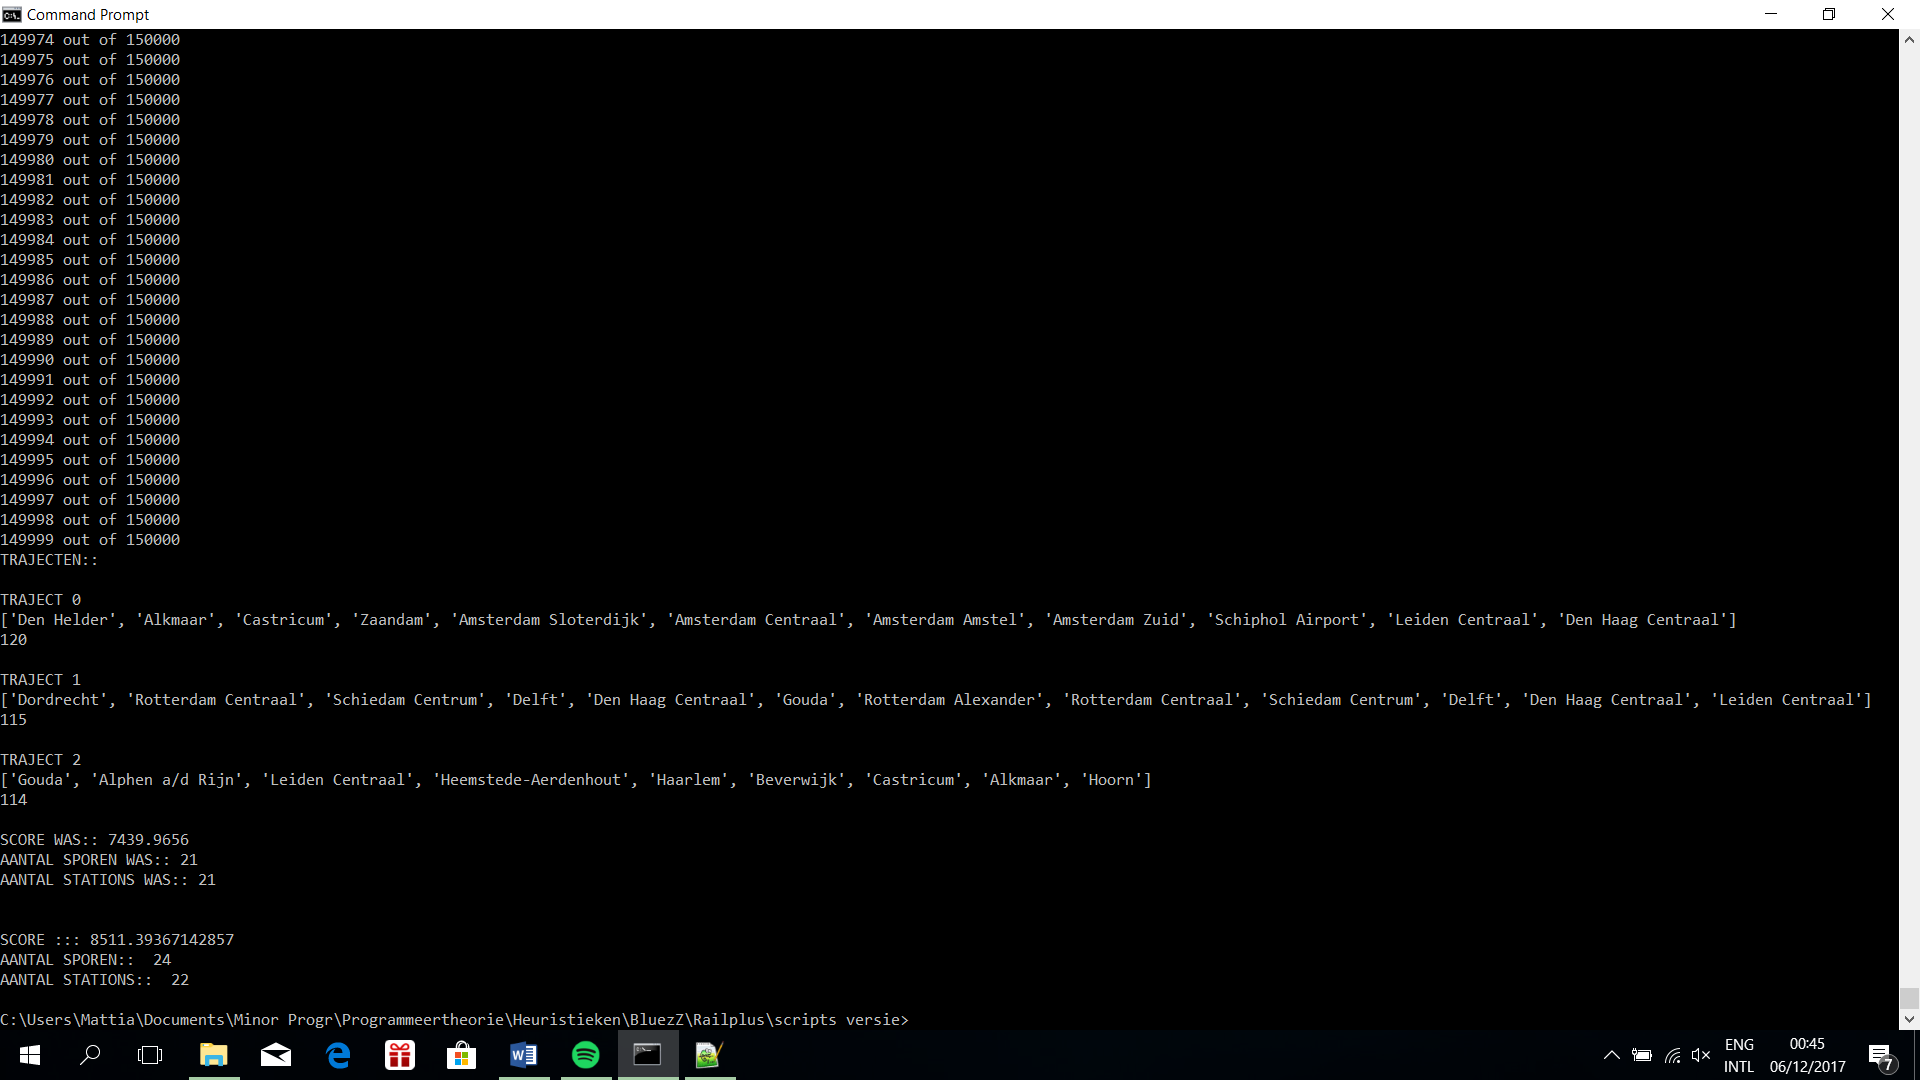 Command Prompt
149974 out of 150000
149975 out of 150000
149976 out of 150000
149977 out of 150000
149978 out of 150000
149979 out of 150000
149980 out of 150000
149981 out of 150000
149982 out of 150000
149983 out of 150000
149984 out of 150000
149985 out of 150000
149986 out of 150000
149987 out of 150000
149988 out of 150000
149989 out of 150000
149990 out of 150000
149991 out of 150000
149992 out of 150000
149993 out of 150000
149994 out of 150000
149995 out of 150000
149996 out of 150000
149997 out of 150000
149998 out of 150000
149999 out of 150000
TRAJECTEN::
TRAJECT 0
['Den Helder', 'Alkmaar', 'Castricum', 'Zaandam', 'Amsterdam Sloterdijk', 'Amsterdam Centraal', 'Amsterdam Amstel', 'Amsterdam Zuid', 'Schiphol Airport', 'Leiden Centraal', 'Den Haag Centraal']
120
TRAJECT 1
['Dordrecht', 'Rotterdam Centraal', 'Schiedam Centrum', 'Delft', 'Den Haag Centraal', 'Gouda', 'Rotterdam Alexander', 'Rotterdam Centraal', 'Schiedam Centrum', 'Delft', 'Den Haag Centraal', 'Leiden Centraal']
115
TRAJECT 2
['Gouda', 'Alphen a/d Rijn', 'Leiden Centraal', 'Heemstede-Aerdenhout', 'Haarlem', 'Beverwijk', 'Castricum', 'Alkmaar', 'Hoorn']
114
SCORE WAS:: 7439.9656
AANTAL SPOREN WAS:: 21
AANTAL STATIONS WAS:: 21
SCORE ::: 8511.39367142857
AANTAL SPOREN::  24
AANTAL STATIONS::  22
C:\Users\Mattia\Documents\Minor Progr\Programmeertheorie\Heuristieken\BluezZ\Railplus\scripts versie>
ENG
INTL
00:45
06/12/2017
7